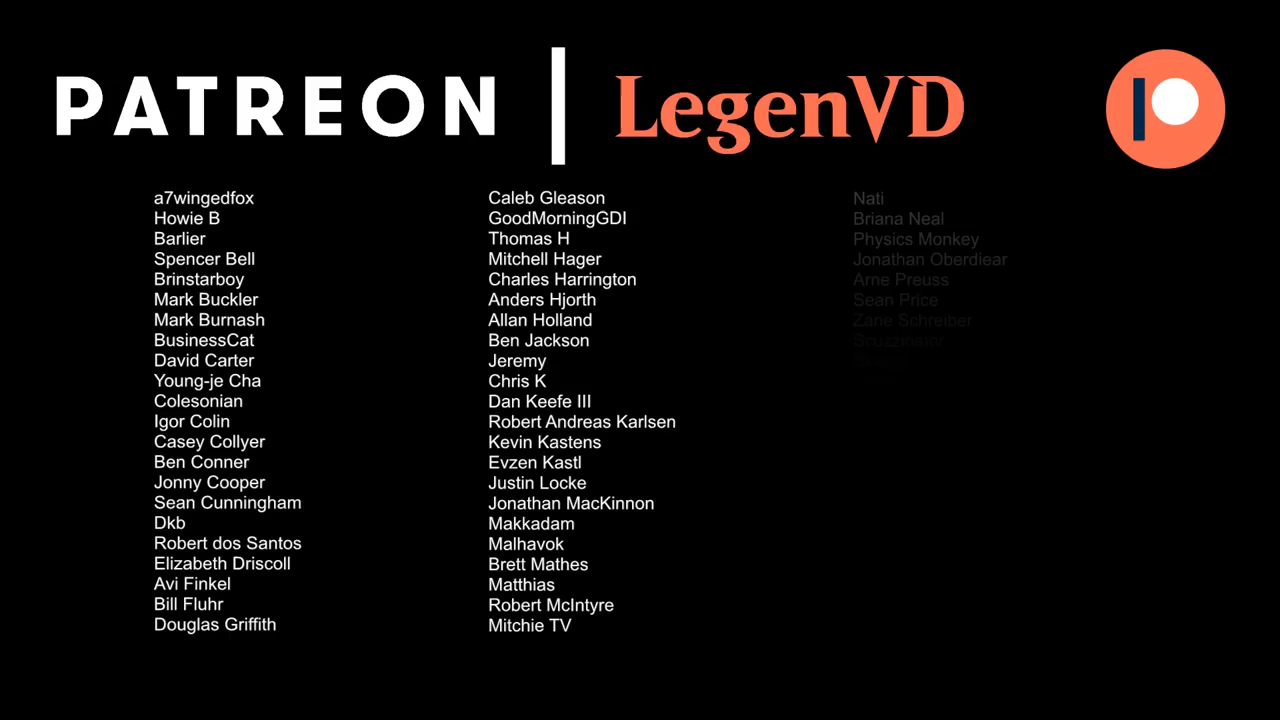 PATREON | LegenVD
a7wingedfox
Howie B
Barlier
Spencer Bell
Brinstarboy
Mark Buckler
Mark Burnash
BusinessCat
David Carter
Young-je Cha
Colesonian
Igor Colin
Casey Collyer
Ben Conner
Jonny Cooper
Sean Cunningham
Dkb
Robert dos Santos
Elizabeth Driscoll
Avi Finkel
Bill Fluhr
Douglas Griffith
Caleb Gleason
GoodMorningGDI
Thomas H
Mitchell Hager
Charles Harrington
Anders Hjorth
Allan Holland
Ben Jackson
Jeremy
Chris K
Dan Keefe III
Robert Andreas Karlsen
Kevin Kastens
Evzen Kastl
Justin Locke
Jonathan MacKinnon
Makkadam
Malhavok
Brett Mathes
Matthias
Robert McIntyre
Mitchie TV
Nati
Briana Neal
Physics Monkey
Jonathan Oberdiear
Arne Preuss
Sean Price
Zane Schreiber